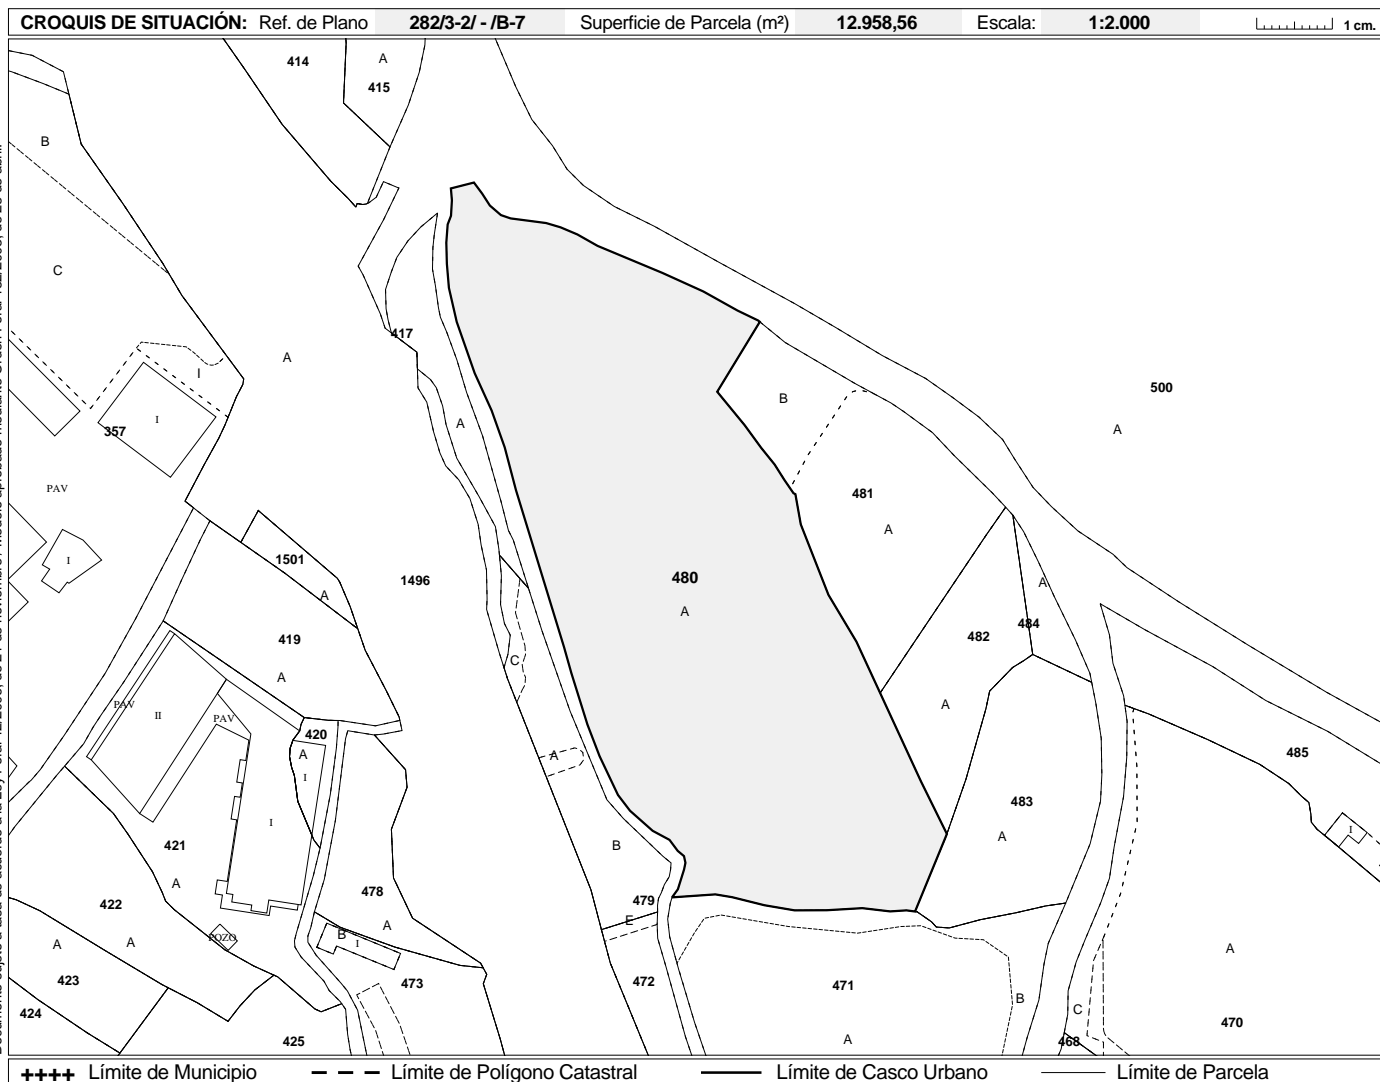 CROQUIS DE SITUACIÓN: Ref. de Plano 282/3-2/ - /B-7 Superficie de Parcela (m²) 12.958,56 Escala: 1:2.000 1 cm.
414
A
415
B
C
A
417
I
I
357
A
B
500
A
481
A
PAV
I
1501
A
1496
480
A
A
482
484
419
A
C
A
PAV
II
PAV
420
A
I
A
485
483
A
I
I
421
A
B
478
A
479
E
422
A
A
POZO
B
I
A
423
424
425
473
472
471
A
B
C
468
470
++++ Límite de Municipio — — — Límite de Polígono Catastral —— Límite de Casco Urbano —— Límite de Parcela